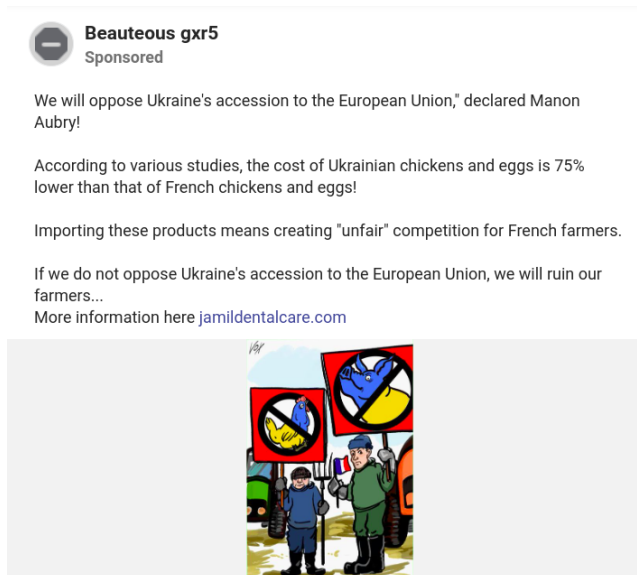 Beauteous gxr5
Sponsored
We will oppose Ukraine's accession to the European Union," declared Manon
Aubry!
According to various studies, the cost of Ukrainian chickens and eggs is 75%
lower than that of French chickens and eggs!
Importing these products means creating "unfair" competition for French farmers.
If we do not oppose Ukraine's accession to the European Union, we will ruin our
farmers...
More information here jamildentalcare.com